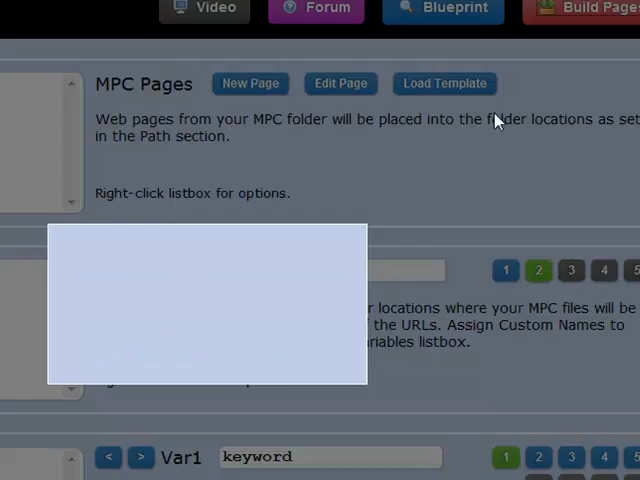 Video
Forum
Blueprint
Build Pages
MPC Pages
New Page
Edit Page
Load Template
Web pages from your MPC folder will be placed into the folder locations as set
in the Path section.
Right-click listbox for options.
1
2
3
4
5
r locations where your MPC files will be
the URLs. Assign Custom Names to
ariables listbox.
<
>
Var1
keyword
1
2
3
4
5